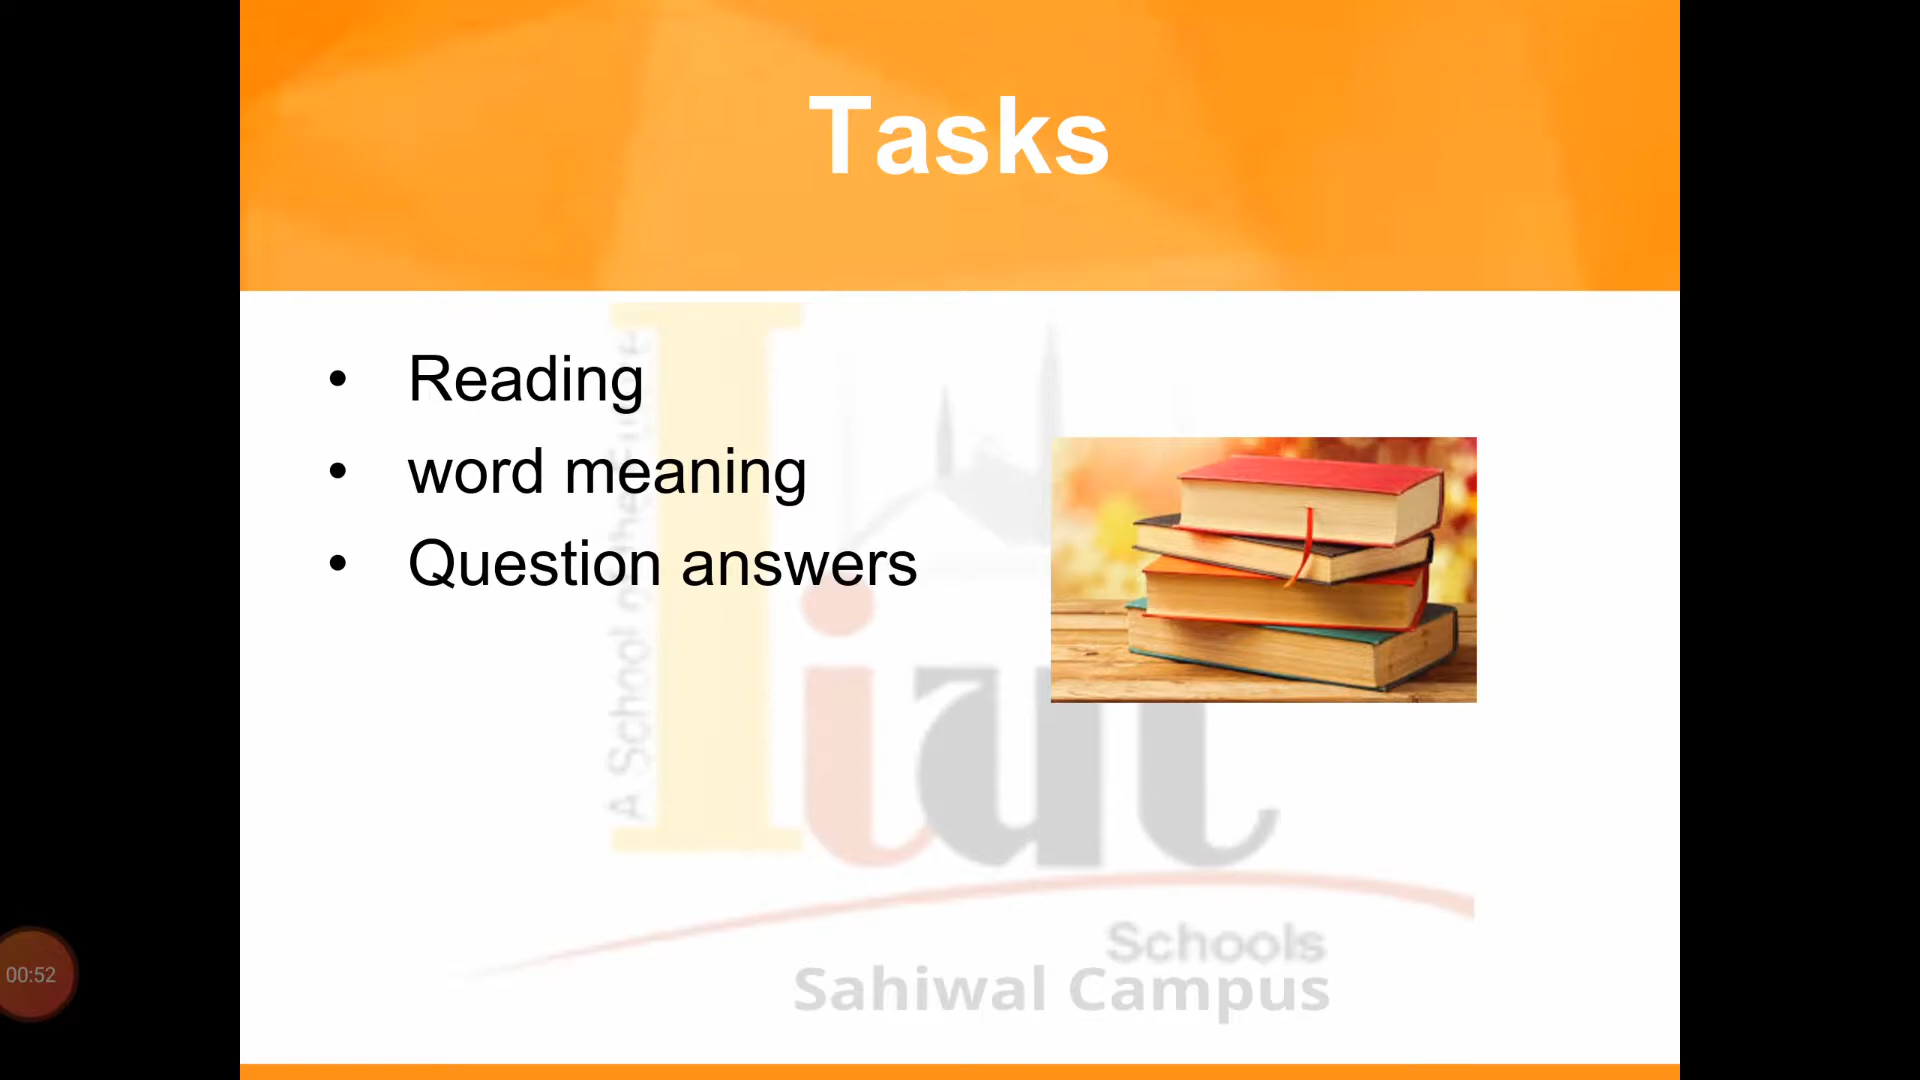 Tasks
• Reading
• word meaning
• Question answers
A School of the Future
Schools
Sahiwal Campus
00:52